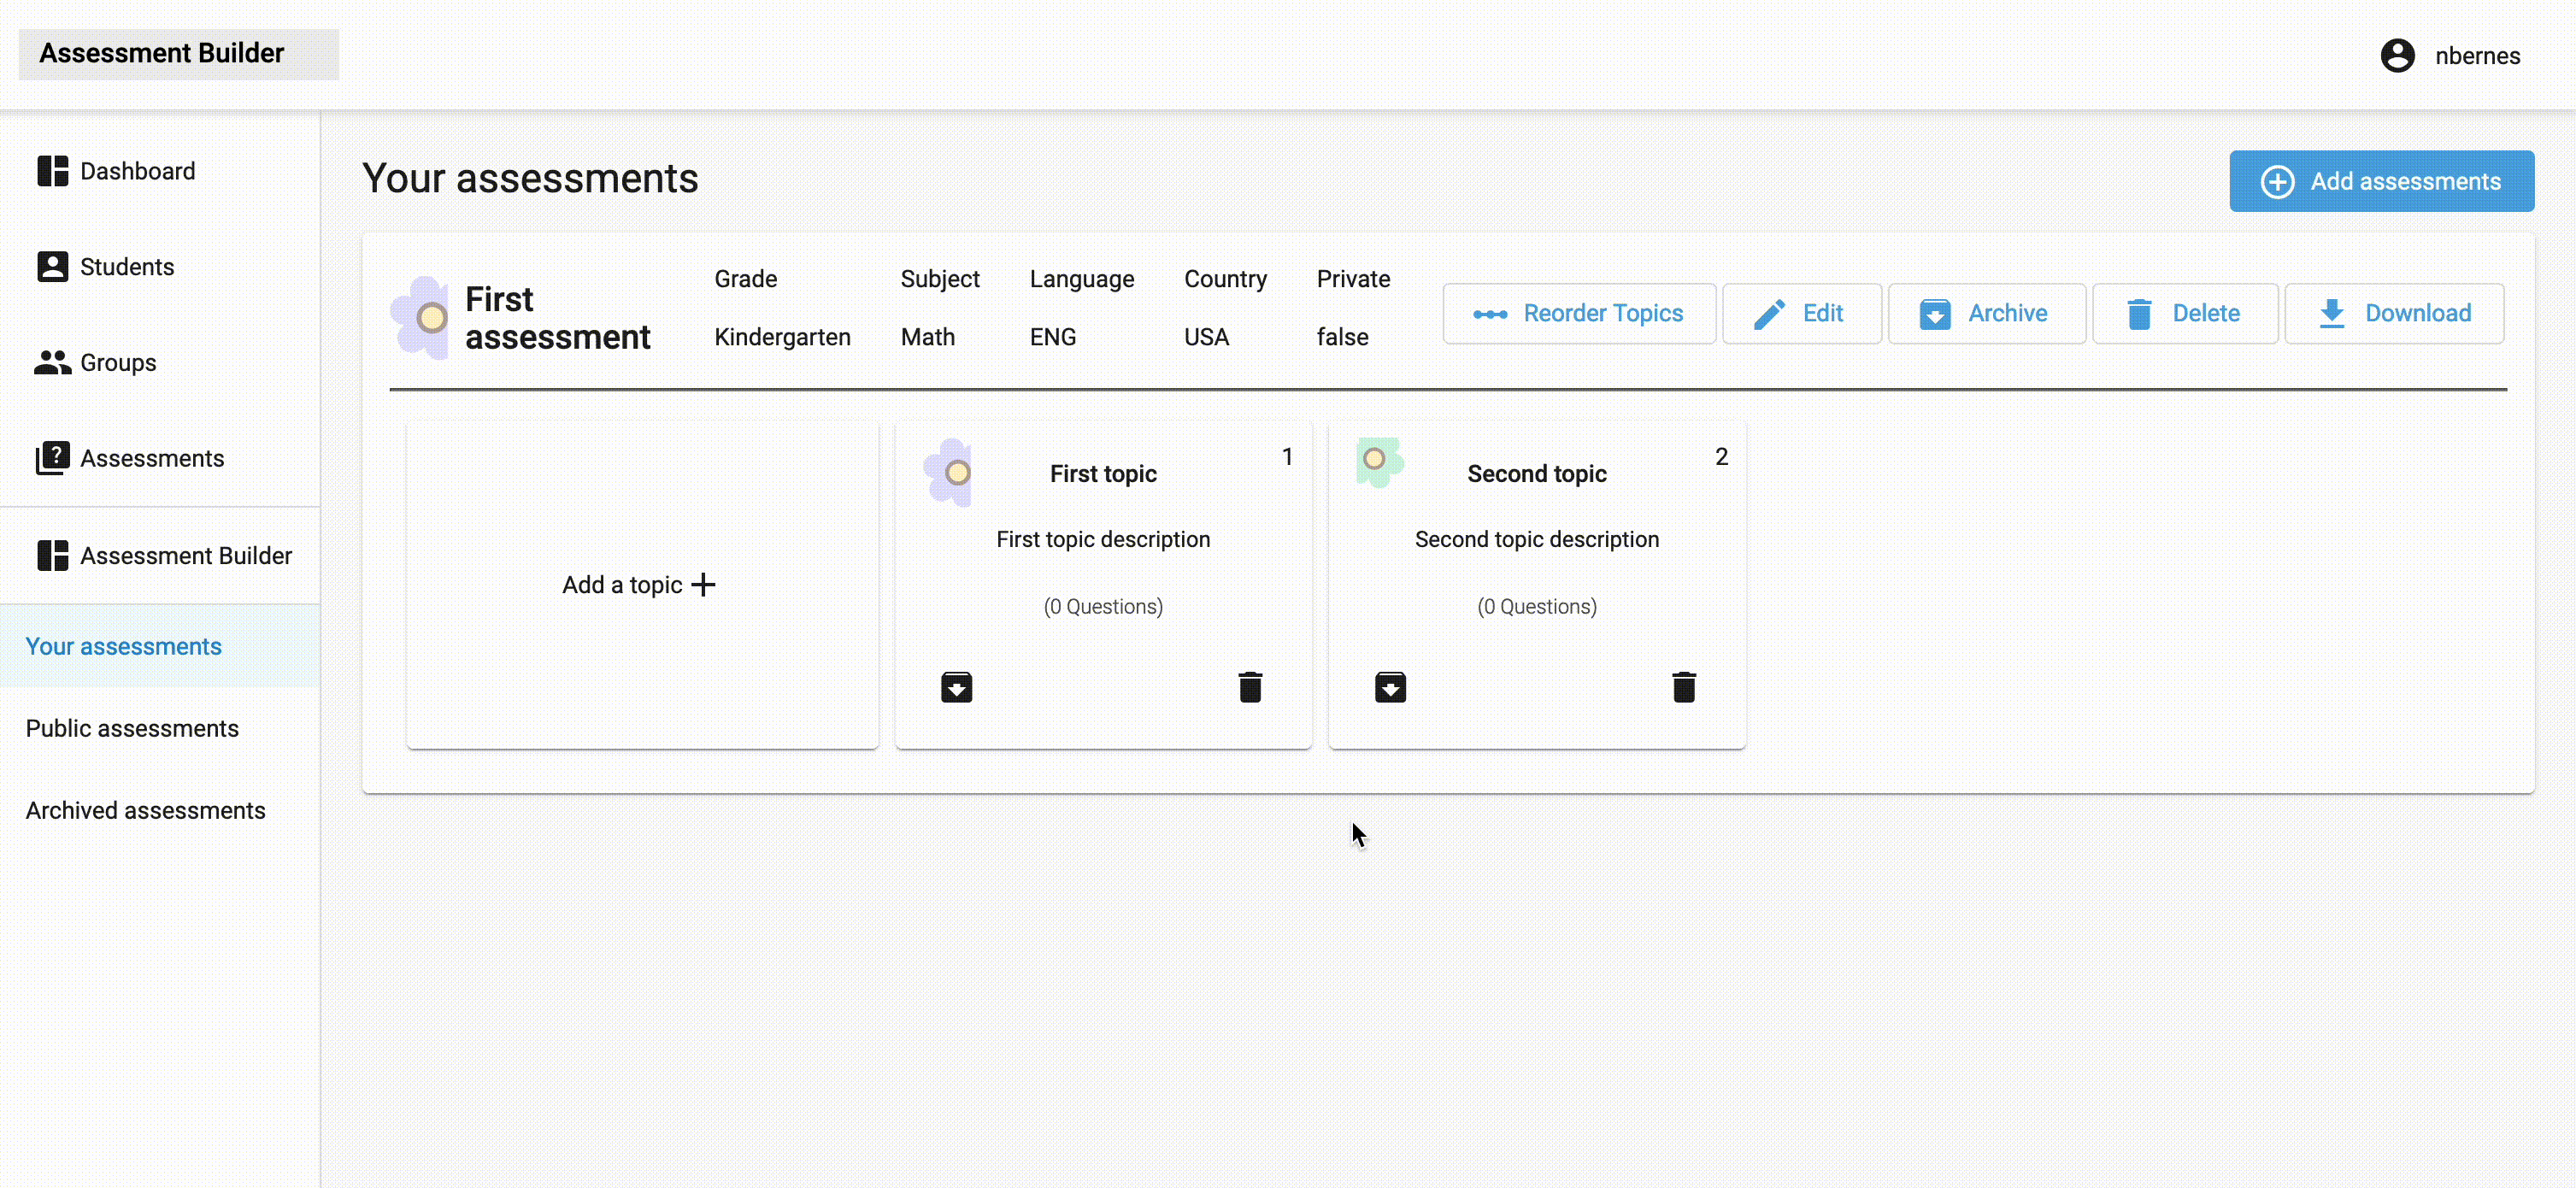 Assessment Builder
nbernes
Dashboard
Students
Groups
Assessments
Assessment Builder
Your assessments
Public assessments
Archived assessments
Your assessments
Add assessments
First
assessment
Grade
Kindergarten
Subject
Math
Language
ENG
Country
USA
Private
false
Reorder Topics
Edit
Archive
Delete
Download
Add a topic
1
First topic
First topic description
(0 Questions)
2
Second topic
Second topic description
(0 Questions)